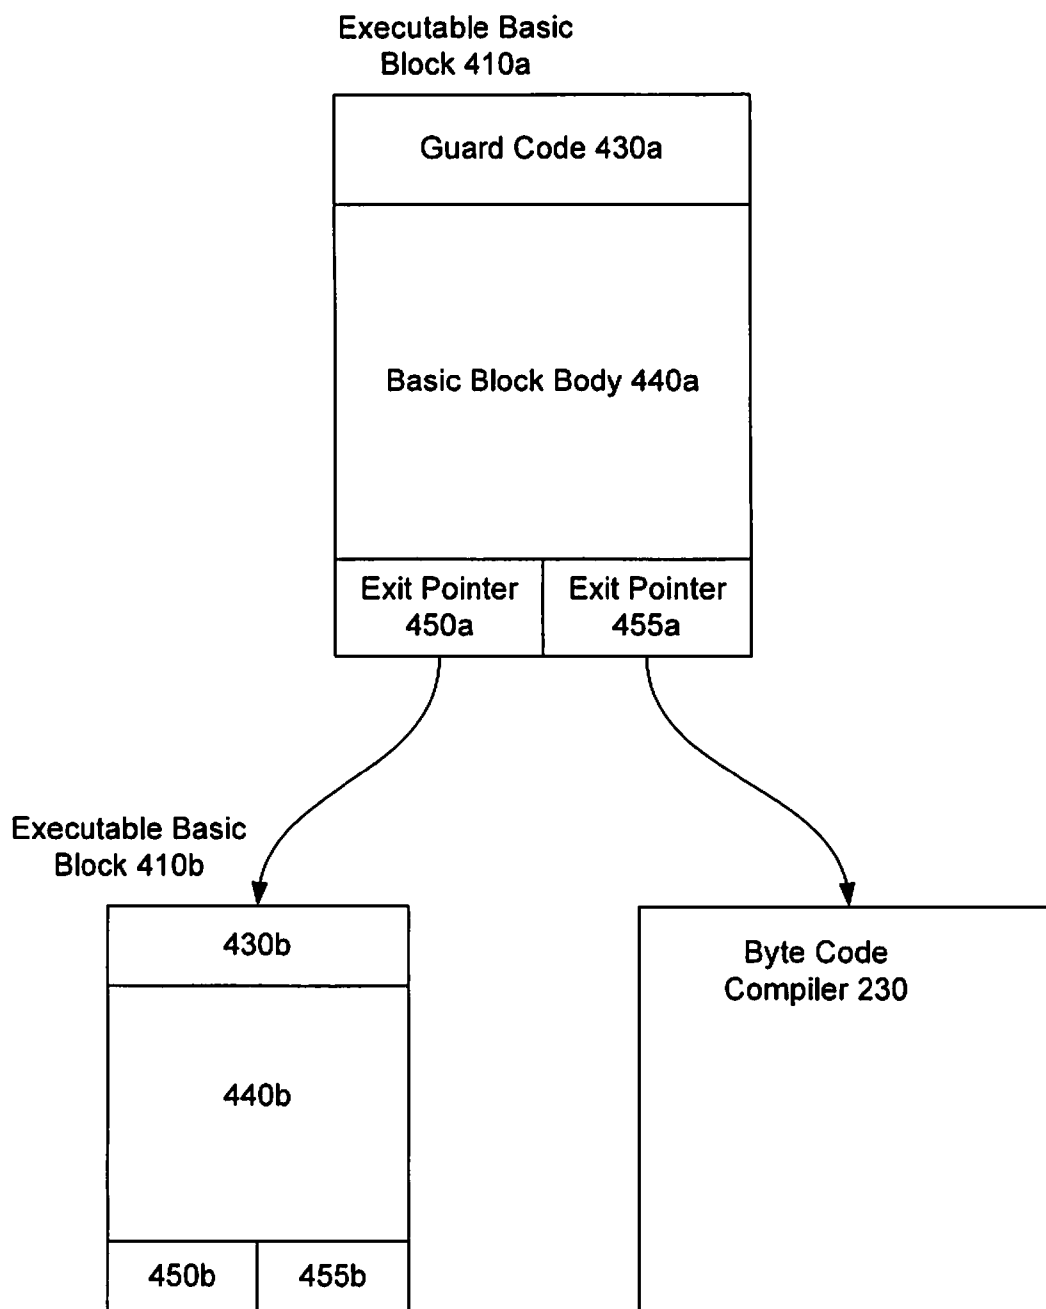 Executable Basic
Block 410a
Guard Code 430a
Basic Block Body 440a
Exit Pointer
450a
Exit Pointer
455a
Executable Basic
Block 410b
430b
440b
450b
455b
Byte Code
Compiler 230